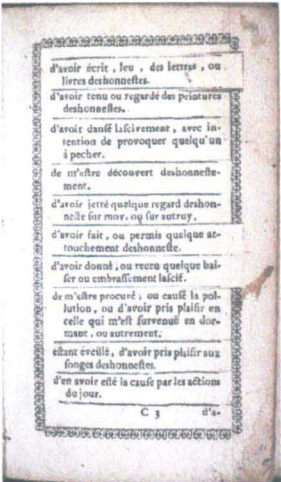 d'avoir écrit, leu, des lettres, ou
livres deshonnestes.
d'avoir tenu ou regardé des peintures
deshonnestes.
d'avoir dansé lascivement, avec in-
tention de provoquer quelqu'un
à pecher.
de m'estre découvert deshonneste-
ment.
d'avoir jetté quelque regard deshon-
neste sur moy, ou sur autruy.
d'avoir fait, ou permis quelque at-
touchement deshonneste.
d'avoir donné, ou receu quelque bai-
ser ou embrassement lascif.
de m'estre procuré, ou causé la pol-
lution, ou d'avoir pris plaisir en
celle qui m'est survenuë en dor-
mant, ou autrement.
estant éveillé, d'avoir pris plaisir aux
songes deshonnestes.
d'en avoir esté la cause par les actions
du jour.
C 3 d'a-